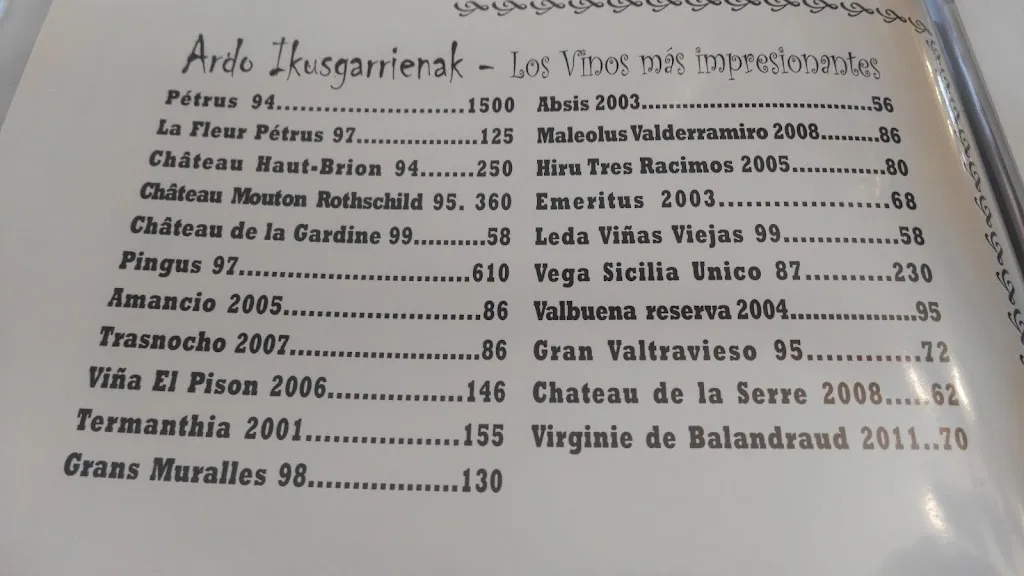 Ardo Ikusgarrienak - Los Vinos más impresionantes
Pétrus 94........................1500
La Fleur Pétrus 97................125
Château Haut-Brion 94.......250
Château Mouton Rothschild 95. 360
Château de la Gardine 99..........58
Pingus 97.............................610
Amancio 2005.........................86
Trasnocho 2007........................86
Viña El Pison 2006.................146
Termanthia 2001...................155
Grans Muralles 98..................130
Absis 2003...................................56
Maleolus Valderramiro 2008.........86
Hiru Tres Racimos 2005............80
Emeritus 2003....................68
Leda Viñas Viejas 99..............58
Vega Sicilia Unico 87..........230
Valbuena reserva 2004.................95
Gran Valtravieso 95............72
Chateau de la Serre 2008.....62
Virginie de Balandraud 2011..70